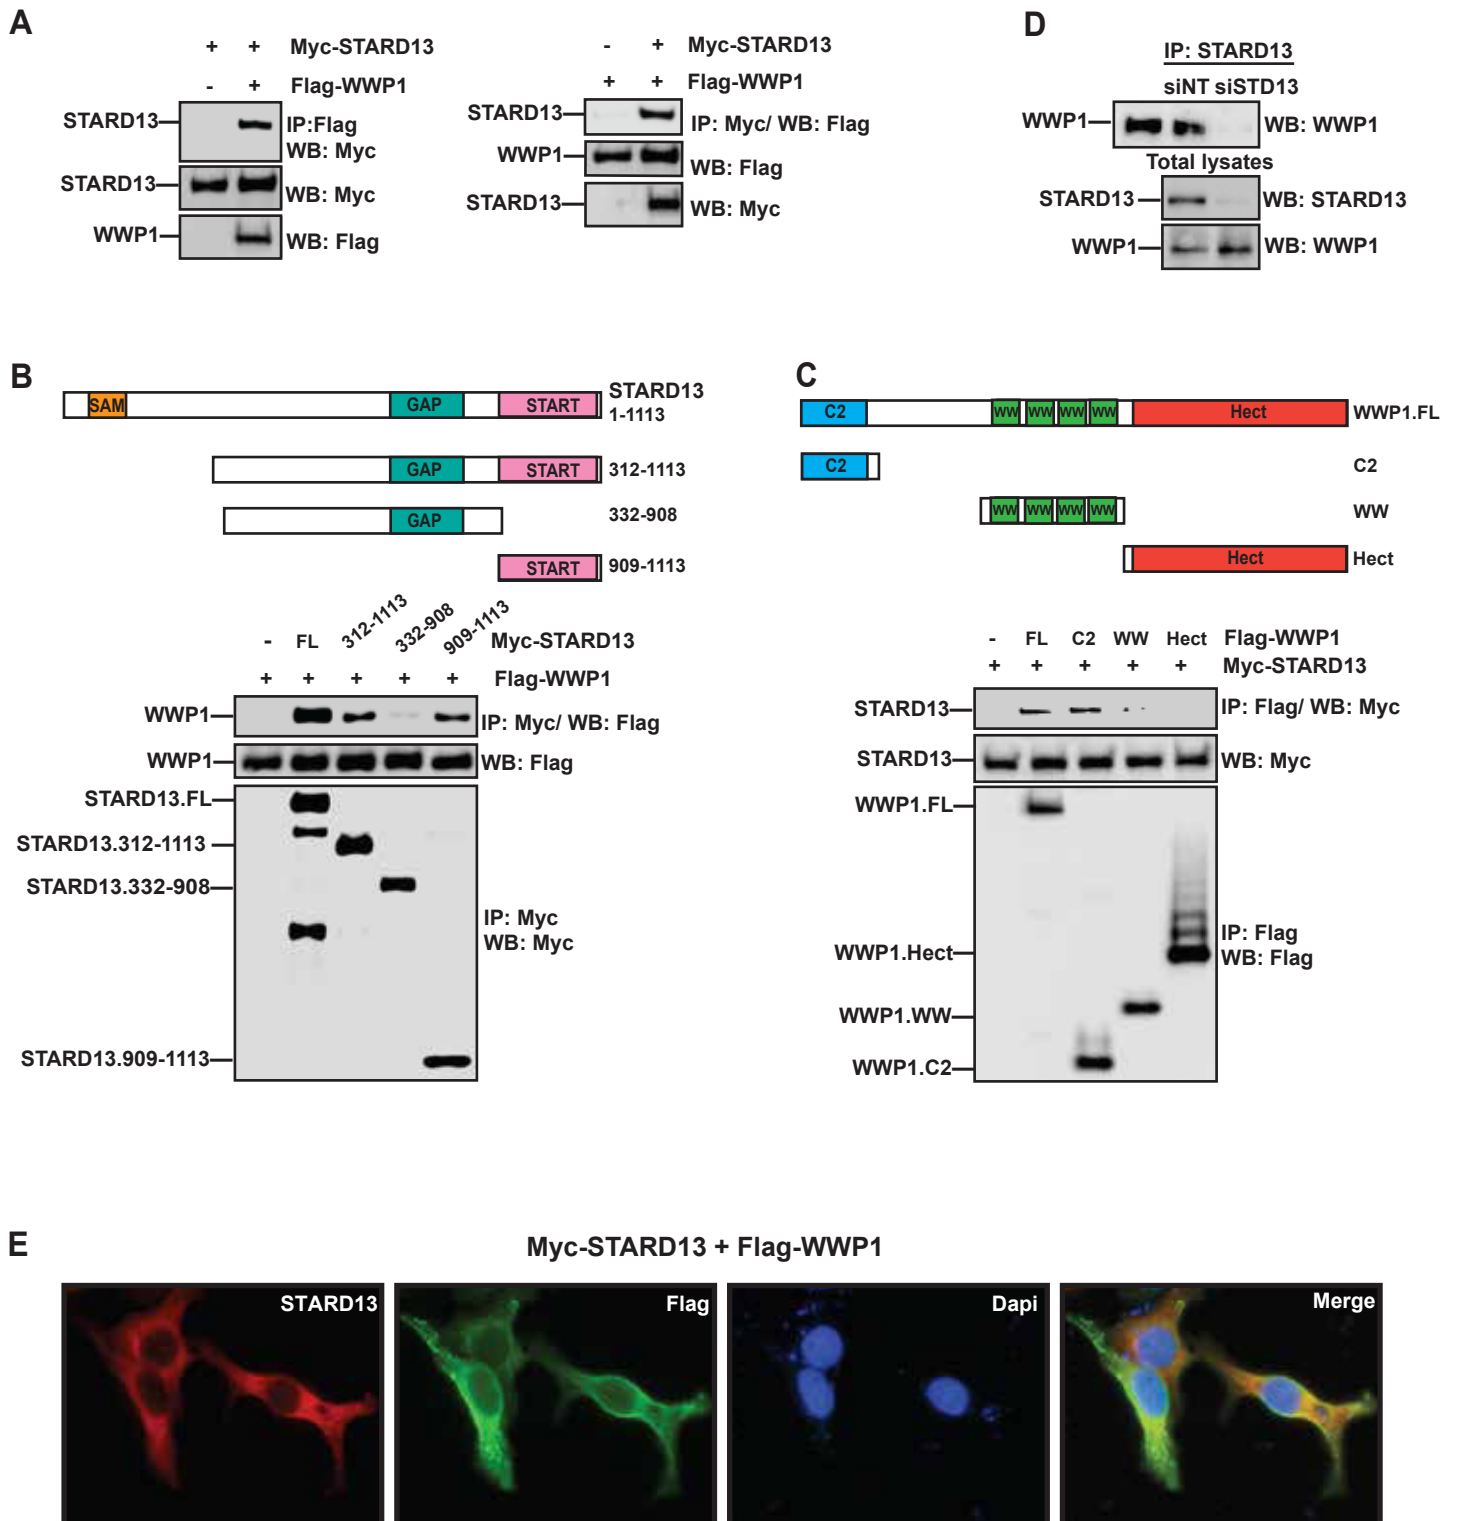 A
+ + Myc-STARD13
- + Flag-WWP1
STARD13
IP:Flag
WB: Myc
STARD13
WB: Myc
WWP1
WB: Flag
- + Myc-STARD13
+ + Flag-WWP1
STARD13
IP: Myc/ WB: Flag
WWP1
WB: Flag
STARD13
WB: Myc
D
IP: STARD13
siNT siSTD13
WWP1
WB: WWP1
Total lysates
STARD13
WB: STARD13
WWP1
WB: WWP1
B
SAM GAP START
STARD13
1-1113
GAP START 312-1113
GAP 332-908
START 909-1113
- FL 312-1113 332-908 909-1113 Myc-STARD13
+ + + + + Flag-WWP1
WWP1
IP: Myc/ WB: Flag
WWP1
WB: Flag
STARD13.FL
STARD13.312-1113
STARD13.332-908
IP: Myc
WB: Myc
STARD13.909-1113
C
C2 WW WW WW WW Hect WWP1.FL
C2 C2
WW WW WW WW WW
Hect Hect
- FL C2 WW Hect Flag-WWP1
+ + + + + Myc-STARD13
STARD13
IP: Flag/ WB: Myc
STARD13
WB: Myc
WWP1.FL
WWP1.Hect
IP: Flag
WB: Flag
WWP1.WW
WWP1.C2
E
Myc-STARD13 + Flag-WWP1
STARD13 Flag Dapi Merge